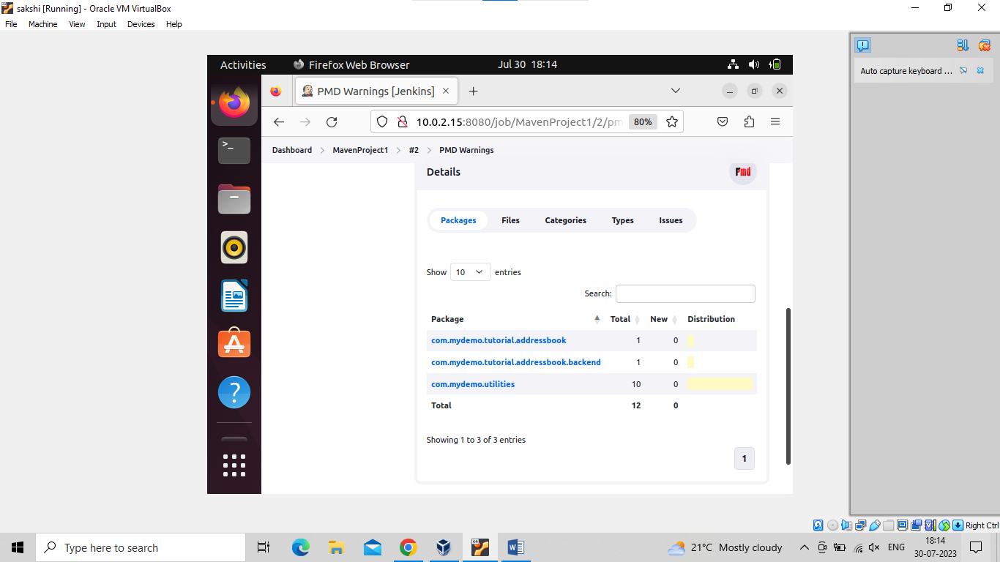 sakshi [Running] - Oracle VM VirtualBox
File Machine View Input Devices Help
Auto capture keyboard ...
Activities Firefox Web Browser Jul 30 18:14
PMD Warnings [Jenkins]
10.0.2.15:8080/job/MavenProject1/2/pm 80%
Dashboard MavenProject1 #2 PMD Warnings
Details Pmd
Packages Files Categories Types Issues
Show 10 entries
Search:
Package Total New Distribution
com.mydemo.tutorial.addressbook 1 0
com.mydemo.tutorial.addressbook.backend 1 0
com.mydemo.utilities 10 0
Total 12 0
Showing 1 to 3 of 3 entries
1
Right Ctrl
Type here to search
64
21°C Mostly cloudy
ENG
18:14
30-07-2023